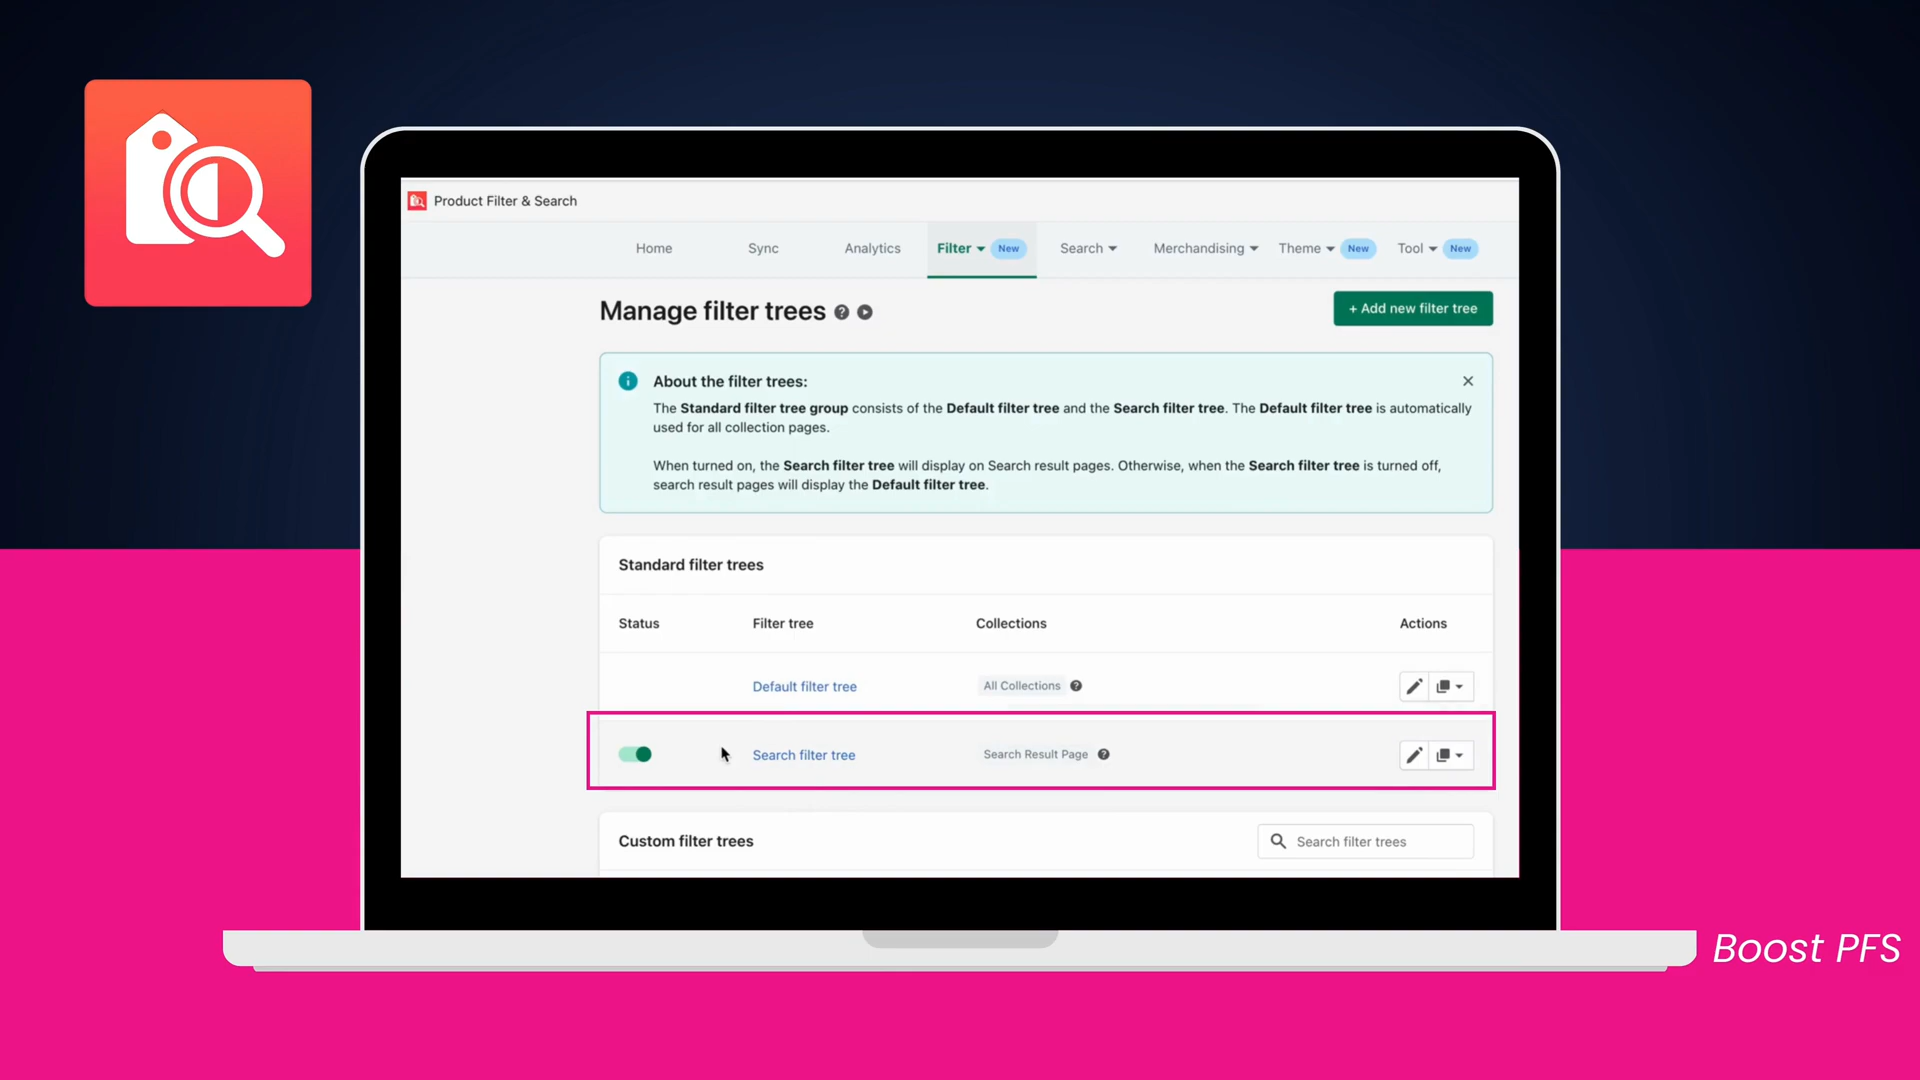 Product Filter & Search
Home Sync Analytics Filter New Search Merchandising Theme New Tool New
Manage filter trees
+ Add new filter tree
About the filter trees:
The Standard filter tree group consists of the Default filter tree and the Search filter tree. The Default filter tree is automatically
used for all collection pages.
When turned on, the Search filter tree will display on Search result pages. Otherwise, when the Search filter tree is turned off,
search result pages will display the Default filter tree.
Standard filter trees
Status Filter tree Collections Actions
Default filter tree All Collections
Search filter tree Search Result Page
Custom filter trees Search filter trees
Boost PFS